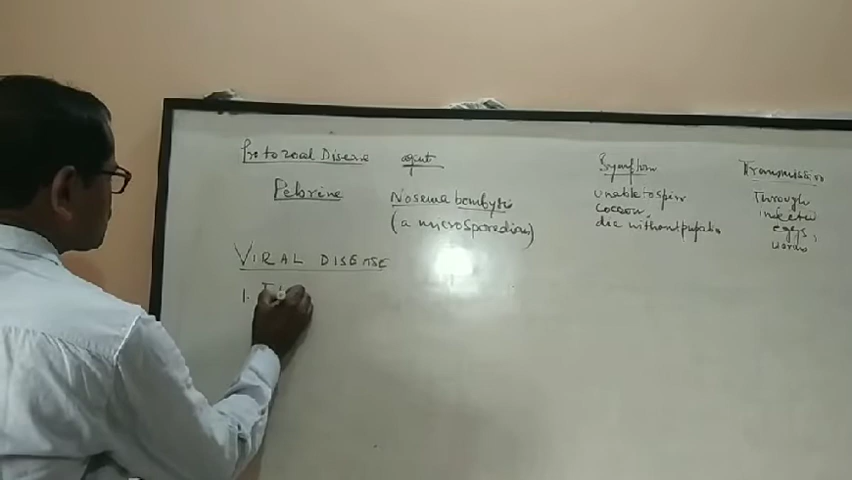 Protozoal Disease agent Symptom Transmission
Pebrine Nosema bombycis unable to spin Through
(a microsporedian) cocoon, infected
die without pupation eggs,
VIRAL DISEASE
1.